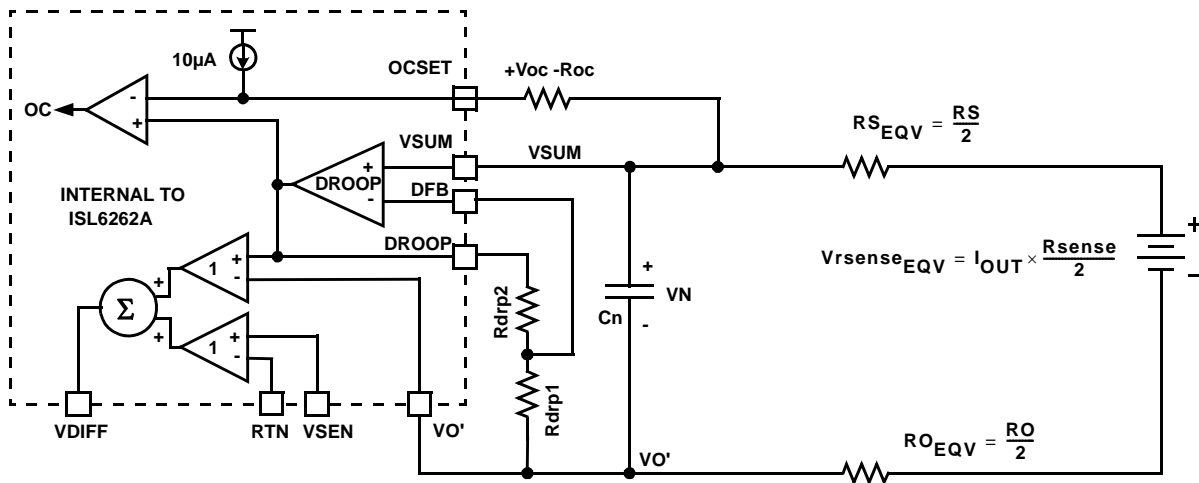 10µA
OCSET
+Voc -Roc
OC
-
+
VSUM
VSUM
+
DROOP
-
DFB
INTERNAL TO
ISL6262A
DROOP
RS_EQV = RS/2
+
Vrsense_EQV = I_OUT × Rsense/2
-
+
1
-
+
Σ
+
+
1
-
Rdrp2
Rdrp1
+
VN
Cn
-
VDIFF
RTN
VSEN
VO'
VO'
RO_EQV = RO/2